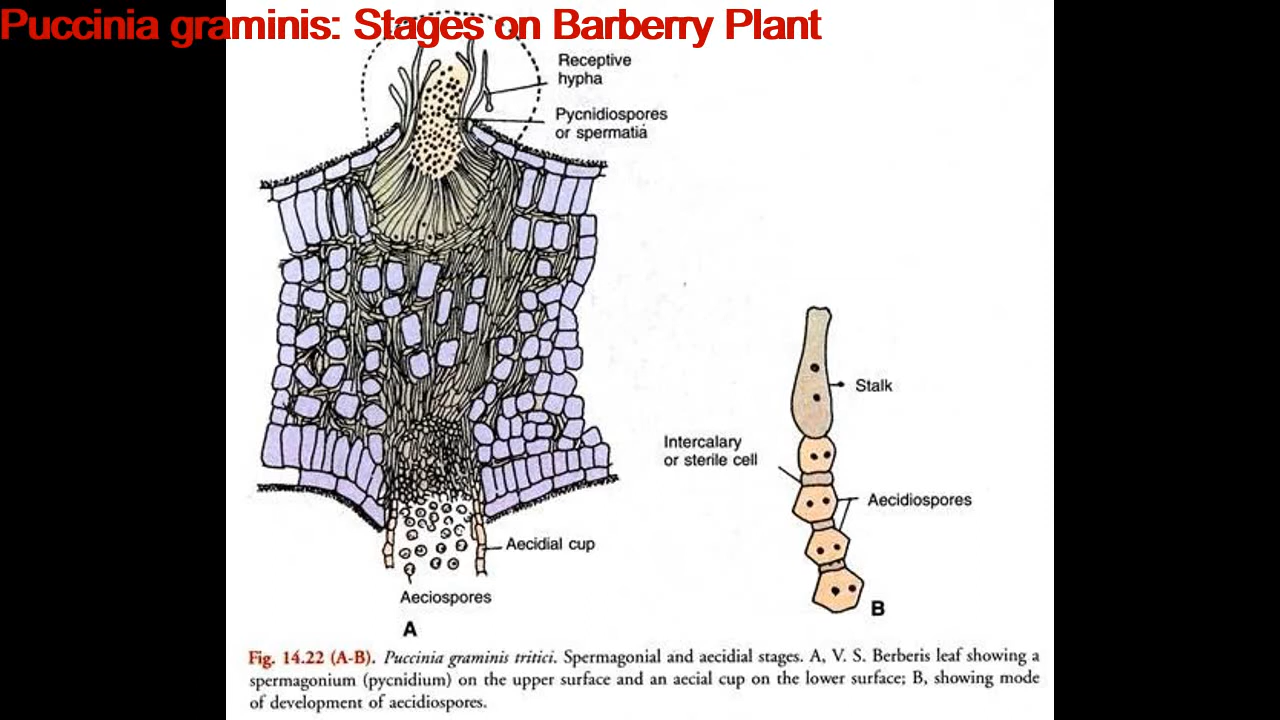 Puccinia graminis: Stages on Barberry Plant
Receptive
hypha
Pycnidiospores
or spermatia
Stalk
Intercalary
or sterile cell
Aecidiospores
Aecidial cup
Aeciospores
A
B
Fig. 14.22 (A-B). Puccinia graminis tritici. Spermagonial and aecidial stages. A, V. S. Berberis leaf showing a
spermagonium (pycnidium) on the upper surface and an aecial cup on the lower surface; B, showing mode
of development of aecidiospores.